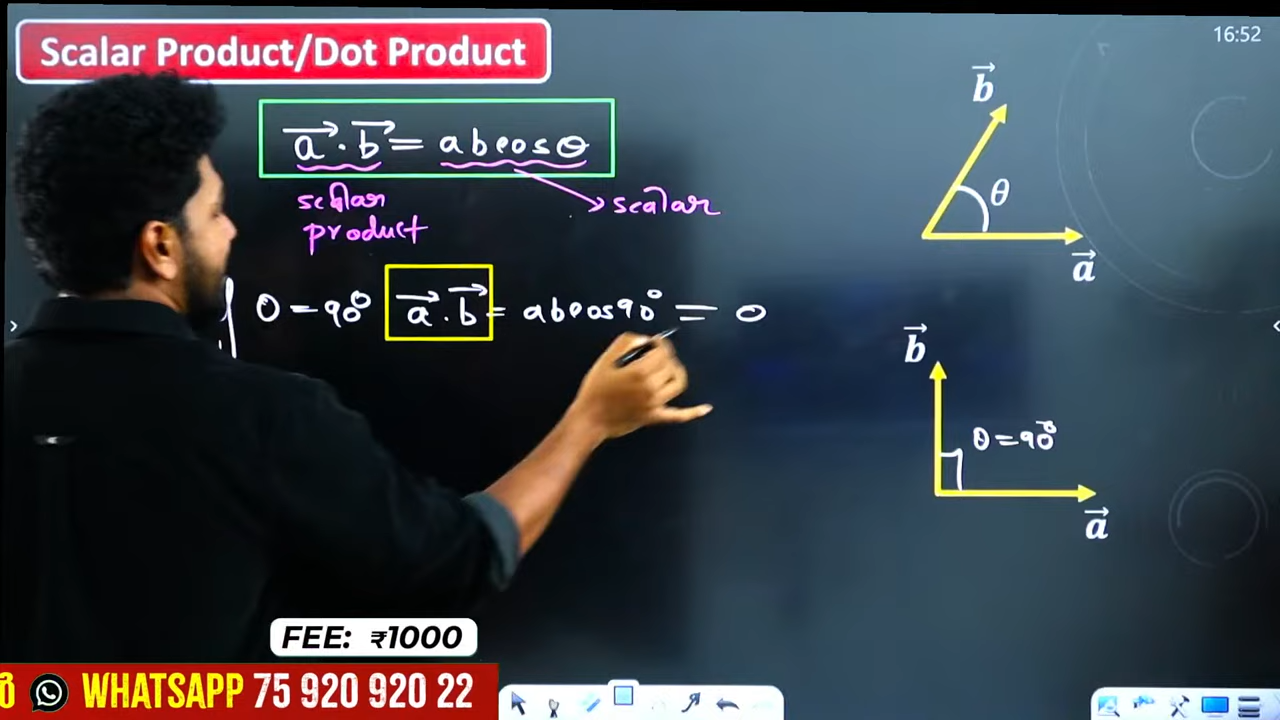 Scalar Product/Dot Product
16:52
a⃗ . b⃗ = ab cos θ
scalar
product
scalar
θ = 90° a⃗ . b⃗ = ab cos 90° = 0
b⃗
θ
a⃗
b⃗
θ = 90°
a⃗
FEE: ₹1000
WHATSAPP 75 920 920 22